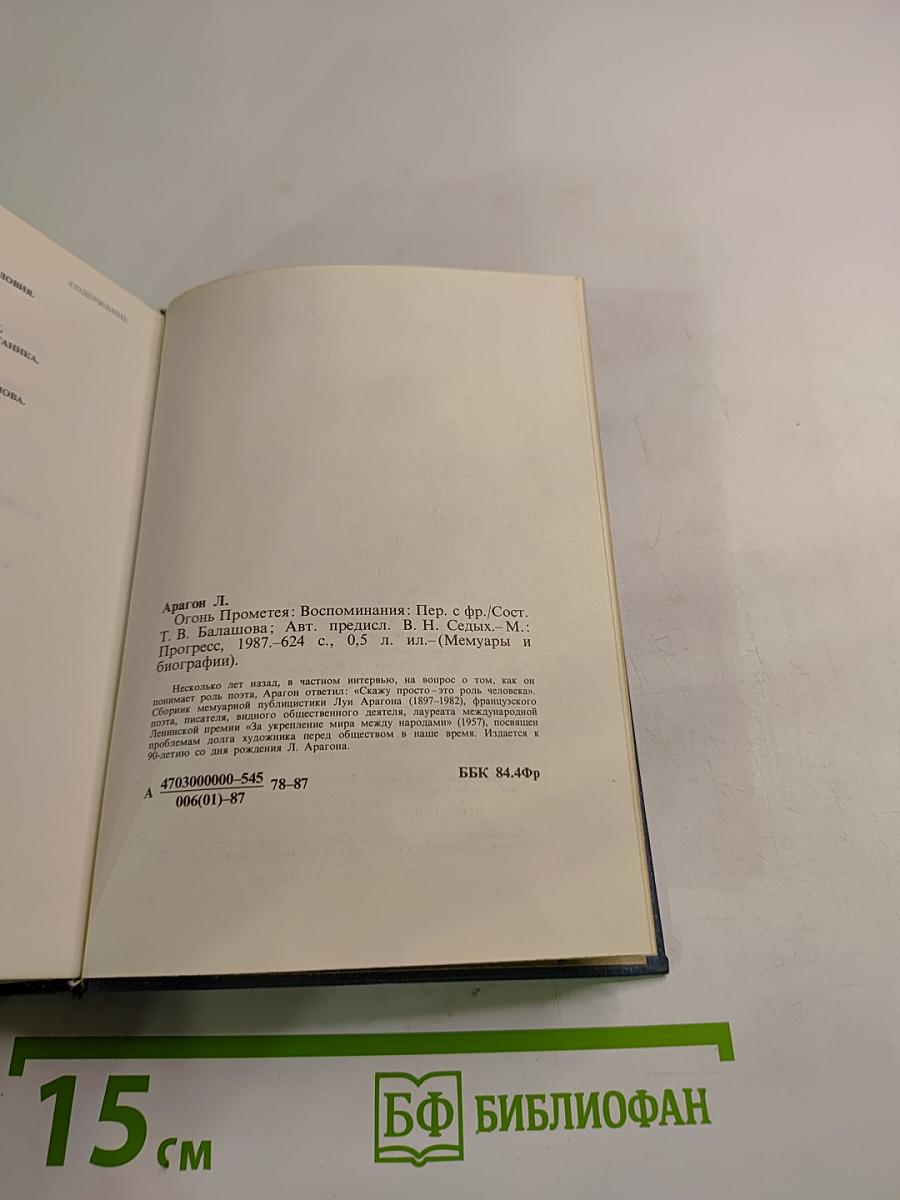 СОДЕРЖАНИЕ
Арагон Л.
Огонь Прометея: Воспоминания: Пер. с фр./Сост.
Т. В. Балашова; Авт. предисл. В. Н. Седых.–М.:
Прогресс, 1987.–624 с., 0,5 л. ил.–(Мемуары и
биографии).
Несколько лет назад, в частном интервью, на вопрос о том, как он
понимает роль поэта, Арагон ответил: «Скажу просто–это роль человека».
Сборник мемуарной публицистики Луи Арагона (1897–1982), французского
поэта, писателя, видного общественного деятеля, лауреата международной
Ленинской премии «За укрепление мира между народами» (1957), посвящен
проблемам долга художника перед обществом в наше время. Издается к
90-летию со дня рождения Л. Арагона.
А 4703000000–545 78–87
006(01)–87
ББК 84.4Фр
15 см
БФ БИБЛИОФАН